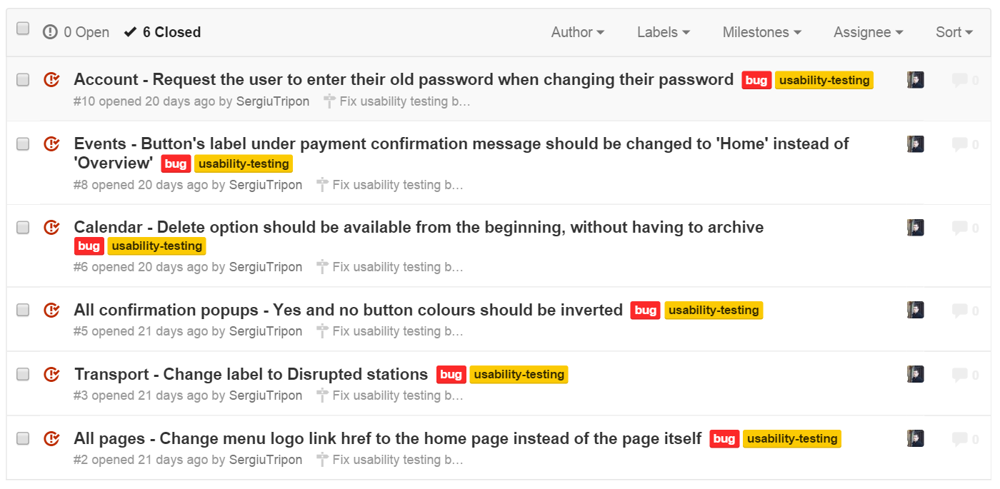 0 Open 6 Closed Author Labels Milestones Assignee Sort
Account - Request the user to enter their old password when changing their password bug usability-testing 0
#10 opened 20 days ago by SergiuTripon Fix usability testing b…
Events - Button's label under payment confirmation message should be changed to 'Home' instead of 0
'Overview' bug usability-testing
#8 opened 20 days ago by SergiuTripon Fix usability testing b…
Calendar - Delete option should be available from the beginning, without having to archive 0
bug usability-testing
#6 opened 20 days ago by SergiuTripon Fix usability testing b…
All confirmation popups - Yes and no button colours should be inverted bug usability-testing 0
#5 opened 21 days ago by SergiuTripon Fix usability testing b…
Transport - Change label to Disrupted stations bug usability-testing 0
#3 opened 21 days ago by SergiuTripon Fix usability testing b…
All pages - Change menu logo link href to the home page instead of the page itself bug usability-testing 0
#2 opened 21 days ago by SergiuTripon Fix usability testing b…